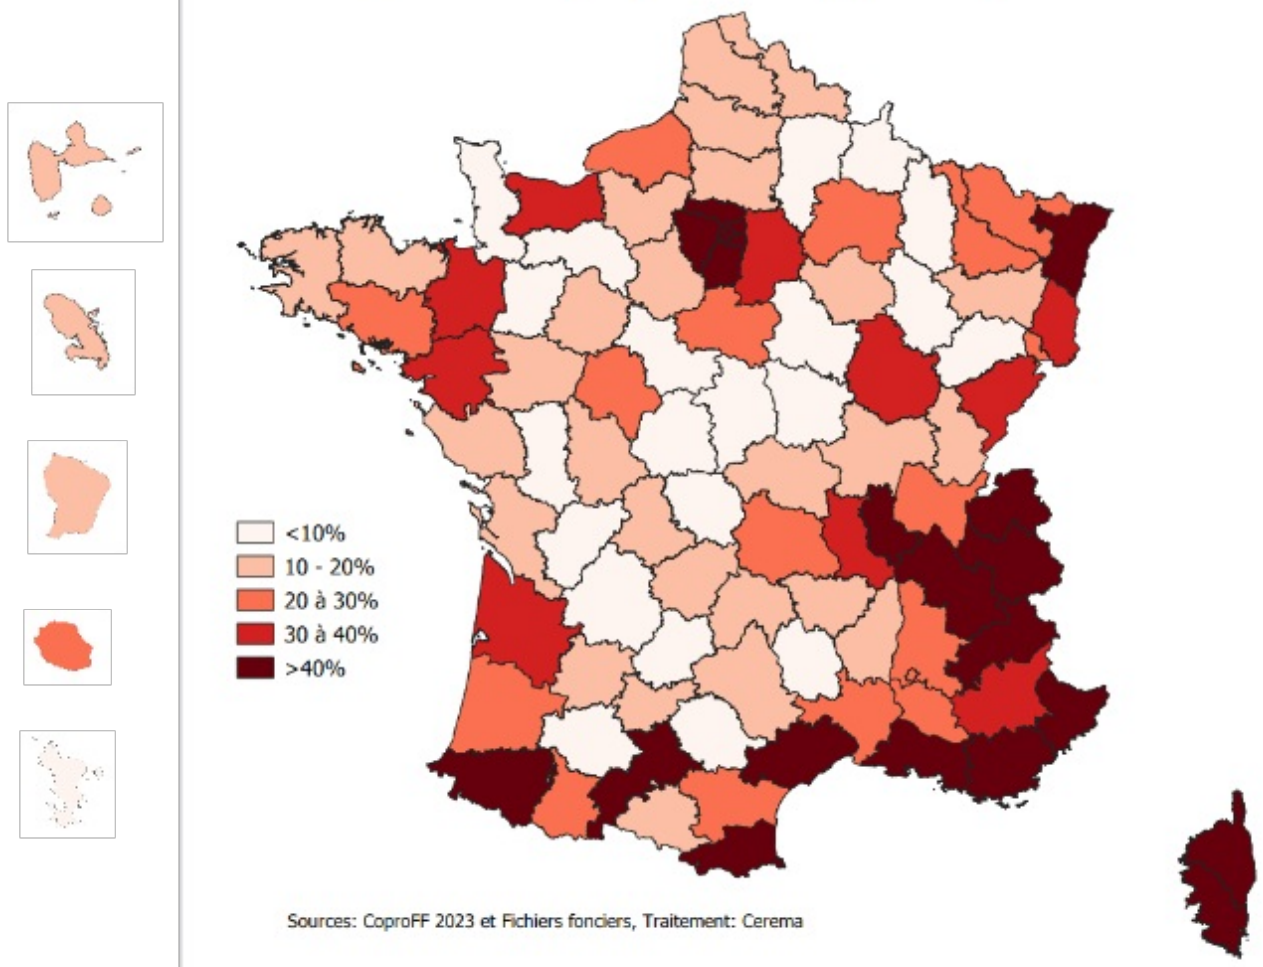 <10%
10 - 20%
20 à 30%
30 à 40%
>40%
Sources: CoproFF 2023 et Fichiers fonciers, Traitement: Cerema